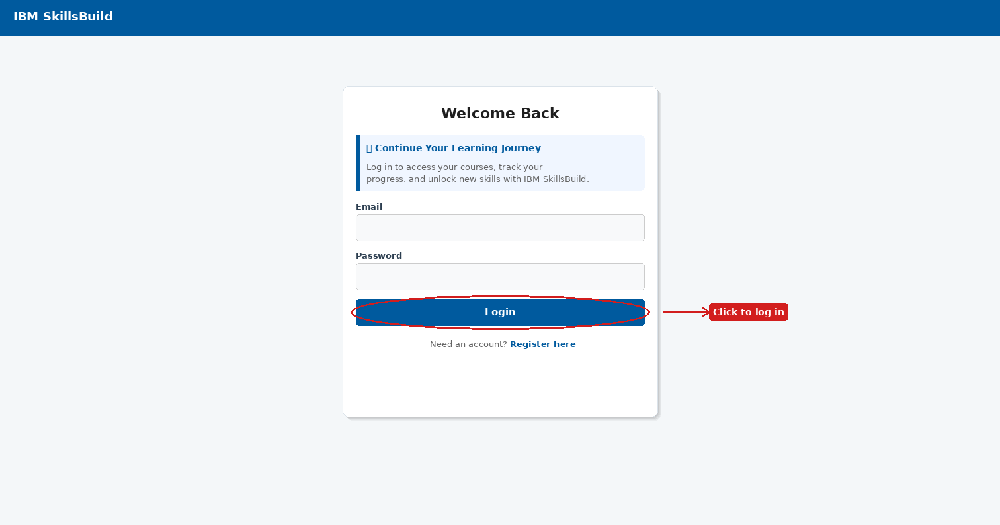 IBM SkillsBuild
Welcome Back
Continue Your Learning Journey
Log in to access your courses, track your
progress, and unlock new skills with IBM SkillsBuild.
Email
Password
Login
Click to log in
Need an account? Register here